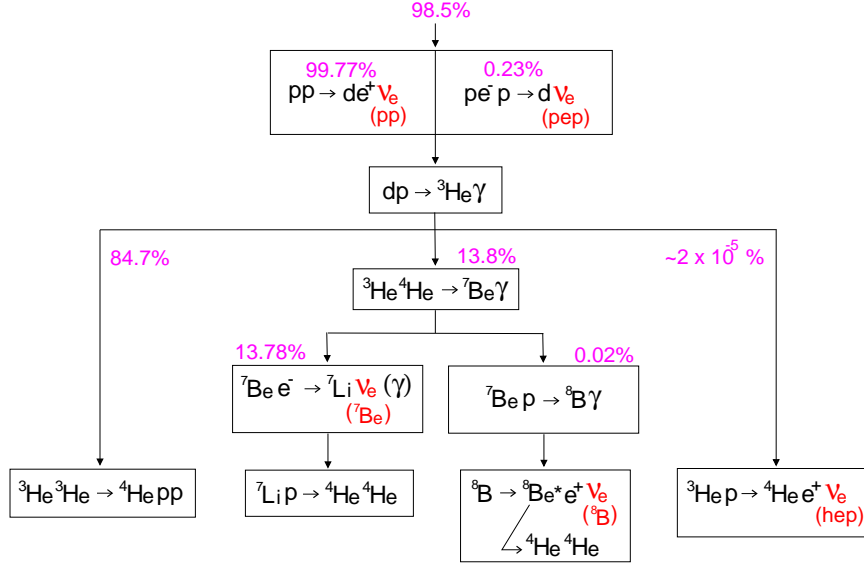 98.5%
99.77% 0.23%
pp → de⁺ νₑ pe⁻ p → d νₑ
(pp) (pep)
dp → ³He γ
84.7% 13.8% ~2 x 10⁻⁵ %
³He ⁴He → ⁷Be γ
13.78% 0.02%
⁷Be e⁻ → ⁷Li νₑ (γ) ⁷Be p → ⁸B γ
(⁷Be)
³He ³He → ⁴He pp ⁷Li p → ⁴He ⁴He ⁸B → ⁸Be* e⁺ νₑ ³He p → ⁴He e⁺ νₑ
(⁸B) (hep)
⁴He ⁴He